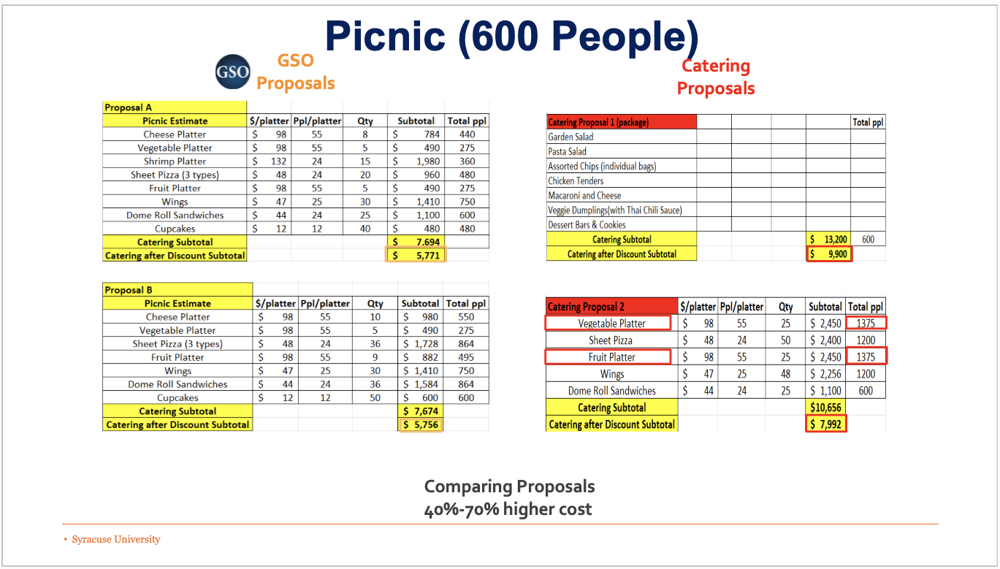 Picnic (600 People)
GSO
GSO
Proposals
Catering
Proposals
Proposal A
Picnic Estimate $/platter Ppl/platter Qty Subtotal Total ppl
Cheese Platter $ 98 55 8 $ 784 440
Vegetable Platter $ 98 55 5 $ 490 275
Shrimp Platter $ 132 24 15 $ 1,980 360
Sheet Pizza (3 types) $ 48 24 20 $ 960 480
Fruit Platter $ 98 55 5 $ 490 275
Wings $ 47 25 30 $ 1,410 750
Dome Roll Sandwiches $ 44 24 25 $ 1,100 600
Cupcakes $ 12 12 40 $ 480 480
Catering Subtotal $ 7.694
Catering after Discount Subtotal $ 5,771
Catering Proposal 1 (package) Total ppl
Garden Salad
Pasta Salad
Assorted Chips (individual bags)
Chicken Tenders
Macaroni and Cheese
Veggie Dumplings(with Thai Chili Sauce)
Dessert Bars & Cookies
Catering Subtotal $ 13,200 600
Catering after Discount Subtotal $ 9,900
Proposal B
Picnic Estimate $/platter Ppl/platter Qty Subtotal Total ppl
Cheese Platter $ 98 55 10 $ 980 550
Vegetable Platter $ 98 55 5 $ 490 275
Sheet Pizza (3 types) $ 48 24 36 $ 1,728 864
Fruit Platter $ 98 55 9 $ 882 495
Wings $ 47 25 30 $ 1,410 750
Dome Roll Sandwiches $ 44 24 36 $ 1,584 864
Cupcakes $ 12 12 50 $ 600 600
Catering Subtotal $ 7,674
Catering after Discount Subtotal $ 5,756
Catering Proposal 2 $/platter Ppl/platter Qty Subtotal Total ppl
Vegetable Platter $ 98 55 25 $ 2,450 1375
Sheet Pizza $ 48 24 50 $ 2,400 1200
Fruit Platter $ 98 55 25 $ 2,450 1375
Wings $ 47 25 48 $ 2,256 1200
Dome Roll Sandwiches $ 44 24 25 $ 1,100 600
Catering Subtotal $10,656
Catering after Discount Subtotal $ 7,992
Comparing Proposals
40%-70% higher cost
• Syracuse University